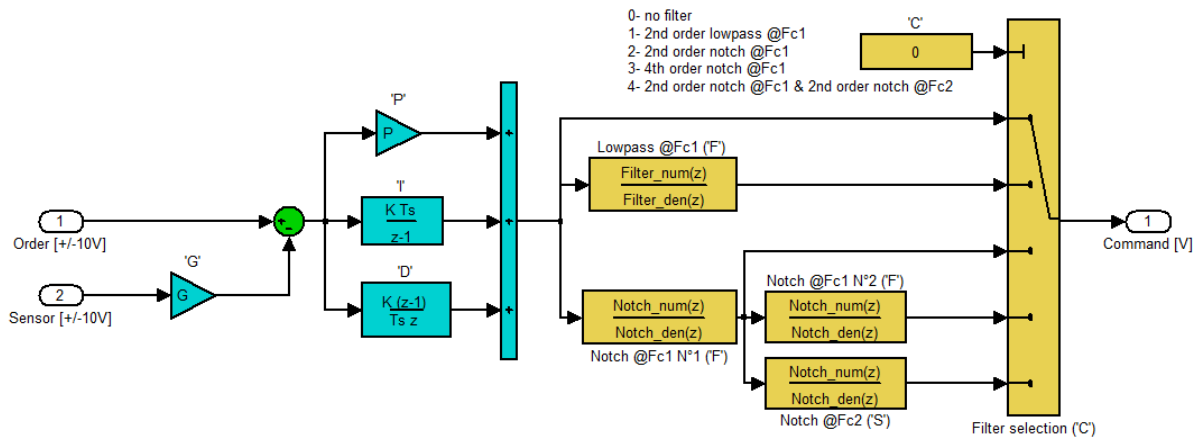 0- no filter
1- 2nd order lowpass @Fc1
2- 2nd order notch @Fc1
3- 4th order notch @Fc1
4- 2nd order notch @Fc1 & 2nd order notch @Fc2
'C'
0
'P'
P
+
Lowpass @Fc1 ('F')
Filter_num(z)
Filter_den(z)
'I'
K Ts
z-1
+
1
Order [+/-10V]
+
-
1
Command [V]
'G'
G
2
Sensor [+/-10V]
'D'
K (z-1)
Ts z
+
Notch_num(z)
Notch_den(z)
Notch @Fc1 N°1 ('F')
Notch @Fc1 N°2 ('F')
Notch_num(z)
Notch_den(z)
Notch_num(z)
Notch_den(z)
Notch @Fc2 ('S')
Filter selection ('C')